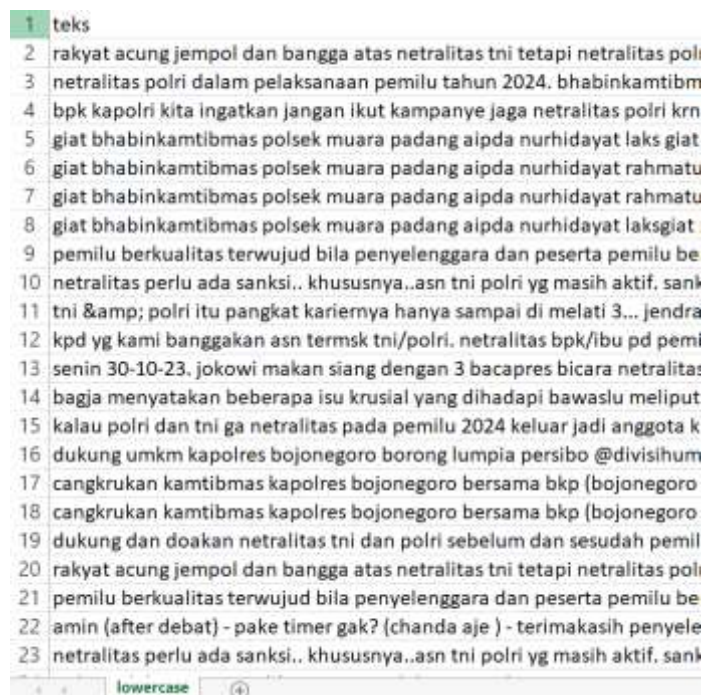 1 teks
2 rakyat acung jempol dan bangga atas netralitas tni tetapi netralitas pol
3 netralitas polri dalam pelaksanaan pemilu tahun 2024. bhabinkamtibm
4 bpk kapolri kita ingatkan jangan ikut kampanye jaga netralitas polri krn
5 giat bhabinkamtibmas polsek muara padang aipda nurhidayat laks giat
6 giat bhabinkamtibmas polsek muara padang aipda nurhidayat rahmatu
7 giat bhabinkamtibmas polsek muara padang aipda nurhidayat rahmatu
8 giat bhabinkamtibmas polsek muara padang aipda nurhidayat laksgiat
9 pemilu berkualitas terwujud bila penyelenggara dan peserta pemilu be
10 netralitas perlu ada sanksi.. khususnya..asn tni polri yg masih aktif. sank
11 tni &amp; polri itu pangkat kariernya hanya sampai di melati 3... jendra
12 kpd yg kami banggakan asn termsk tni/polri. netralitas bpk/ibu pd pemi
13 senin 30-10-23. jokowi makan siang dengan 3 bacapres bicara netralitas
14 bagja menyatakan beberapa isu krusial yang dihadapi bawaslu meliput
15 kalau polri dan tni ga netralitas pada pemilu 2024 keluar jadi anggota k
16 dukung umkm kapolres bojonegoro borong lumpia persibo @divisihum
17 cangkrukan kamtibmas kapolres bojonegoro bersama bkp (bojonegoro
18 cangkrukan kamtibmas kapolres bojonegoro bersama bkp (bojonegoro
19 dukung dan doakan netralitas tni dan polri sebelum dan sesudah pemil
20 rakyat acung jempol dan bangga atas netralitas tni tetapi netralitas pol
21 pemilu berkualitas terwujud bila penyelenggara dan peserta pemilu be
22 amin (after debat) - pake timer gak? (chanda aje ) - terimakasih penyele
23 netralitas perlu ada sanksi.. khususnya..asn tni polri yg masih aktif. sank
lowercase